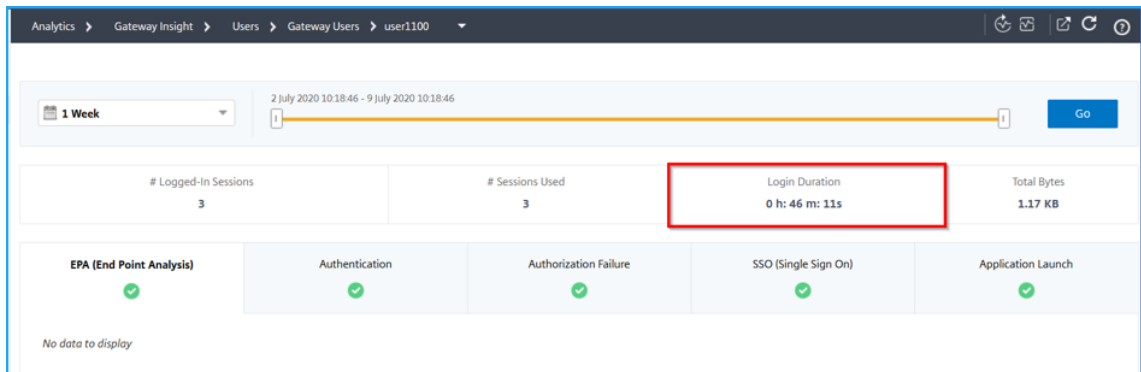 Analytics > Gateway Insight > Users > Gateway Users > user1100
2 July 2020 10:18:46 - 9 July 2020 10:18:46
1 Week
Go
# Logged-In Sessions
3
# Sessions Used
3
Login Duration
0 h: 46 m: 11s
Total Bytes
1.17 KB
EPA (End Point Analysis)
Authentication
Authorization Failure
SSO (Single Sign On)
Application Launch
No data to display